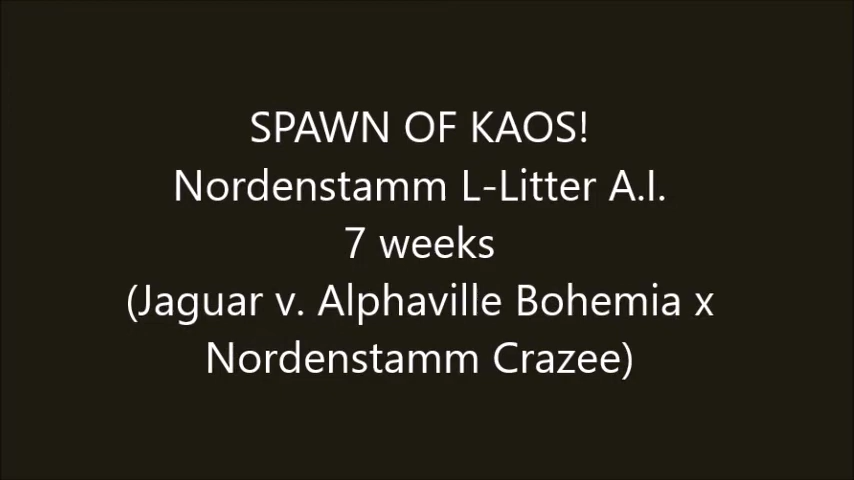 SPAWN OF KAOS!
Nordenstamm L-Litter A.I.
7 weeks
(Jaguar v. Alphaville Bohemia x
Nordenstamm Crazee)